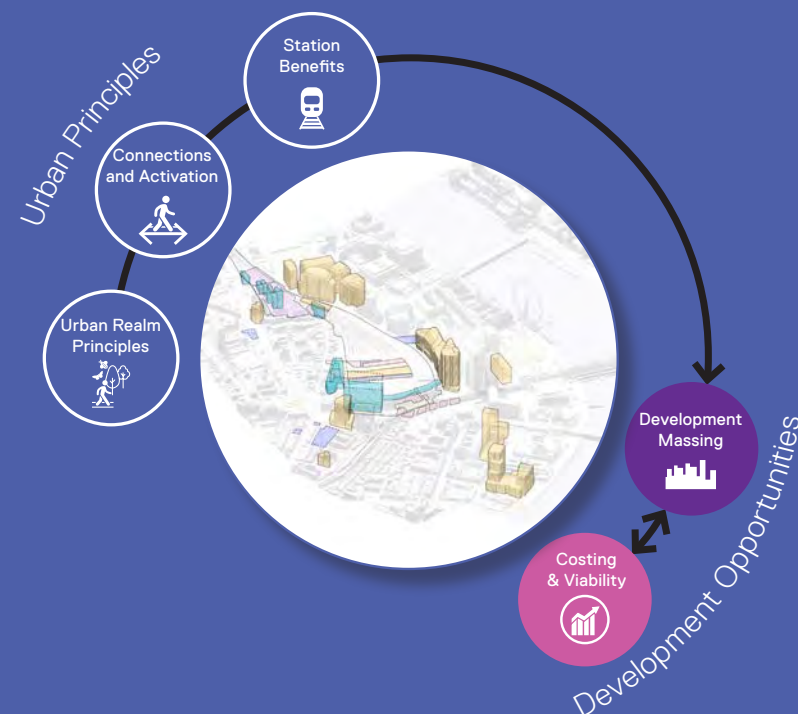 Urban Principles
Station
Benefits
Connections
and Activation
Urban Realm
Principles
Development
Massing
Costing
& Viability
Development Opportunities